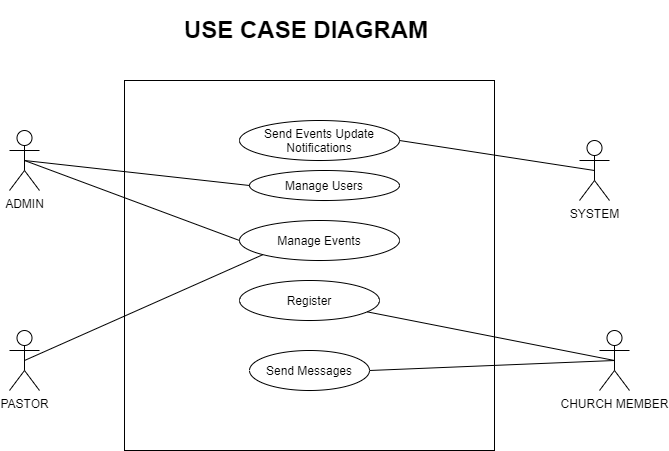 USE CASE DIAGRAM
Send Events Update
Notifications
Manage Users
ADMIN
SYSTEM
Manage Events
Register
Send Messages
PASTOR
CHURCH MEMBER